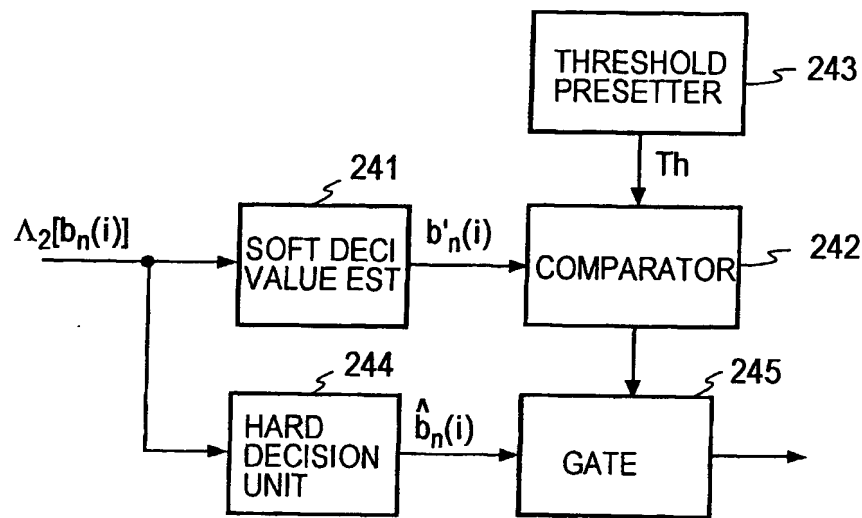 THRESHOLD
PRESETTER
243
Th
241
Λ₂[bₙ(i)]
SOFT DECI
VALUE EST
b'ₙ(i)
COMPARATOR
242
244
245
HARD
DECISION
UNIT
b̂ₙ(i)
GATE